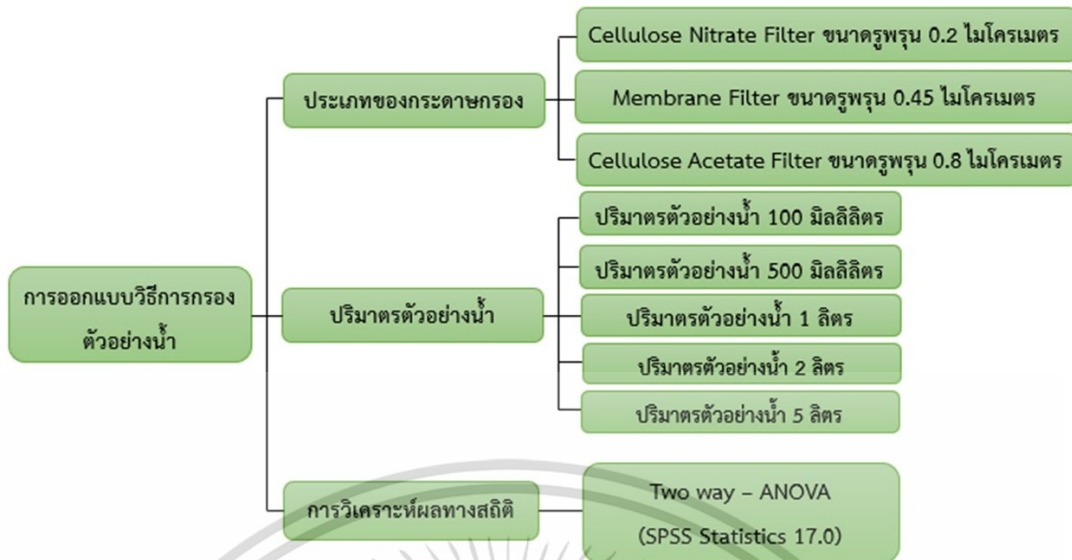 การออกแบบวิธีการกรอง
ตัวอย่างน้ำ
ประเภทของกระดาษกรอง
Cellulose Nitrate Filter ขนาดรูพรุน 0.2 ไมโครเมตร
Membrane Filter ขนาดรูพรุน 0.45 ไมโครเมตร
Cellulose Acetate Filter ขนาดรูพรุน 0.8 ไมโครเมตร
ปริมาตรตัวอย่างน้ำ
ปริมาตรตัวอย่างน้ำ 100 มิลลิลิตร
ปริมาตรตัวอย่างน้ำ 500 มิลลิลิตร
ปริมาตรตัวอย่างน้ำ 1 ลิตร
ปริมาตรตัวอย่างน้ำ 2 ลิตร
ปริมาตรตัวอย่างน้ำ 5 ลิตร
การวิเคราะห์ผลทางสถิติ
Two way – ANOVA
(SPSS Statistics 17.0)